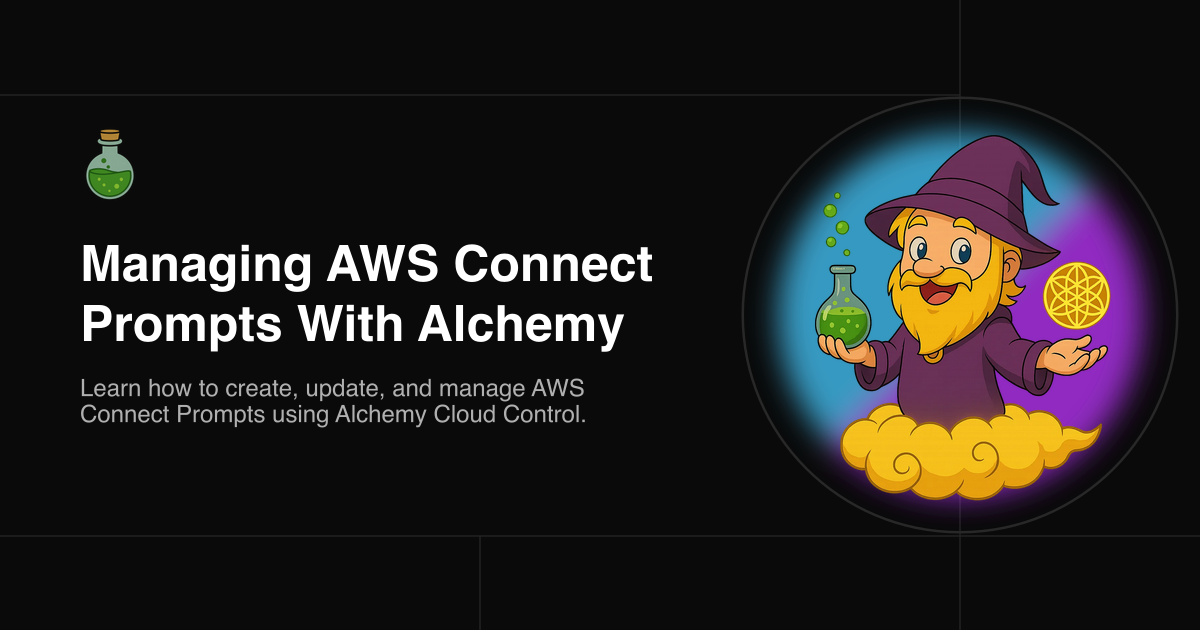 Managing AWS Connect
Prompts With Alchemy
Learn how to create, update, and manage AWS
Connect Prompts using Alchemy Cloud Control.